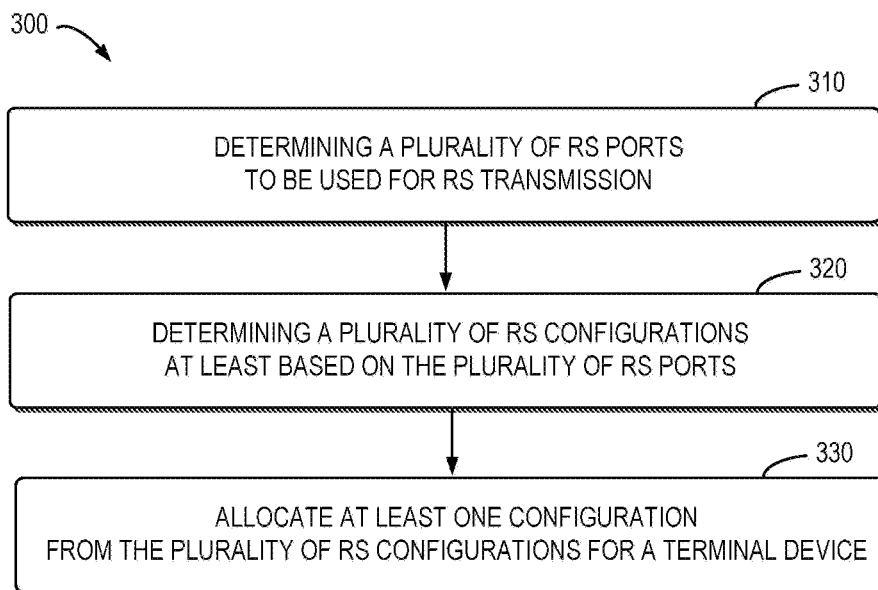 300
310
DETERMINING A PLURALITY OF RS PORTS
TO BE USED FOR RS TRANSMISSION
320
DETERMINING A PLURALITY OF RS CONFIGURATIONS
AT LEAST BASED ON THE PLURALITY OF RS PORTS
330
ALLOCATE AT LEAST ONE CONFIGURATION
FROM THE PLURALITY OF RS CONFIGURATIONS FOR A TERMINAL DEVICE